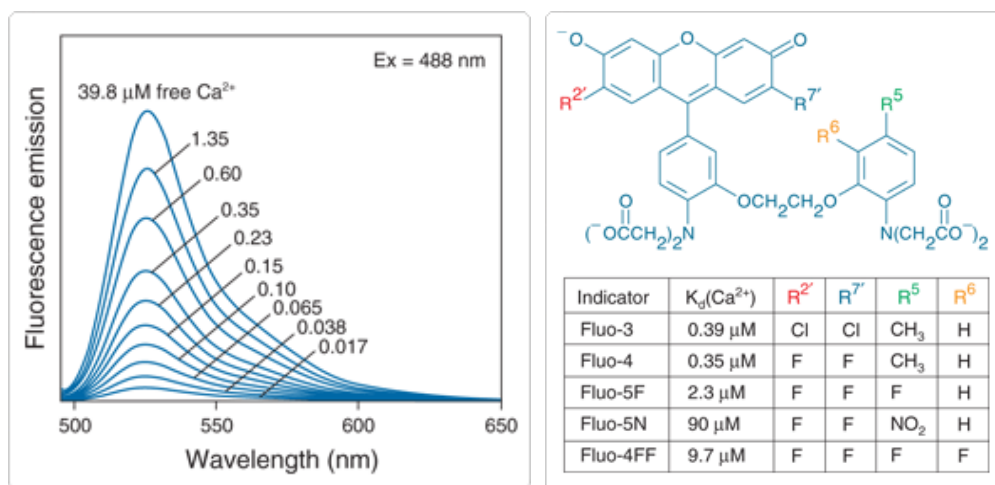 Ex = 488 nm
39.8 μM free Ca²⁺
1.35
0.60
0.35
0.23
0.15
0.10
0.065
0.038
0.017
Fluorescence emission
500 550 600 650
Wavelength (nm)
⁻O O O
R²′ R⁷′ R⁵
R⁶
OCH₂CH₂O
O O
(⁻OCCH₂)₂N N(CH₂CO⁻)₂
Indicator K_d(Ca²⁺) R²′ R⁷′ R⁵ R⁶
Fluo-3 0.39 μM Cl Cl CH₃ H
Fluo-4 0.35 μM F F CH₃ H
Fluo-5F 2.3 μM F F F H
Fluo-5N 90 μM F F NO₂ H
Fluo-4FF 9.7 μM F F F F